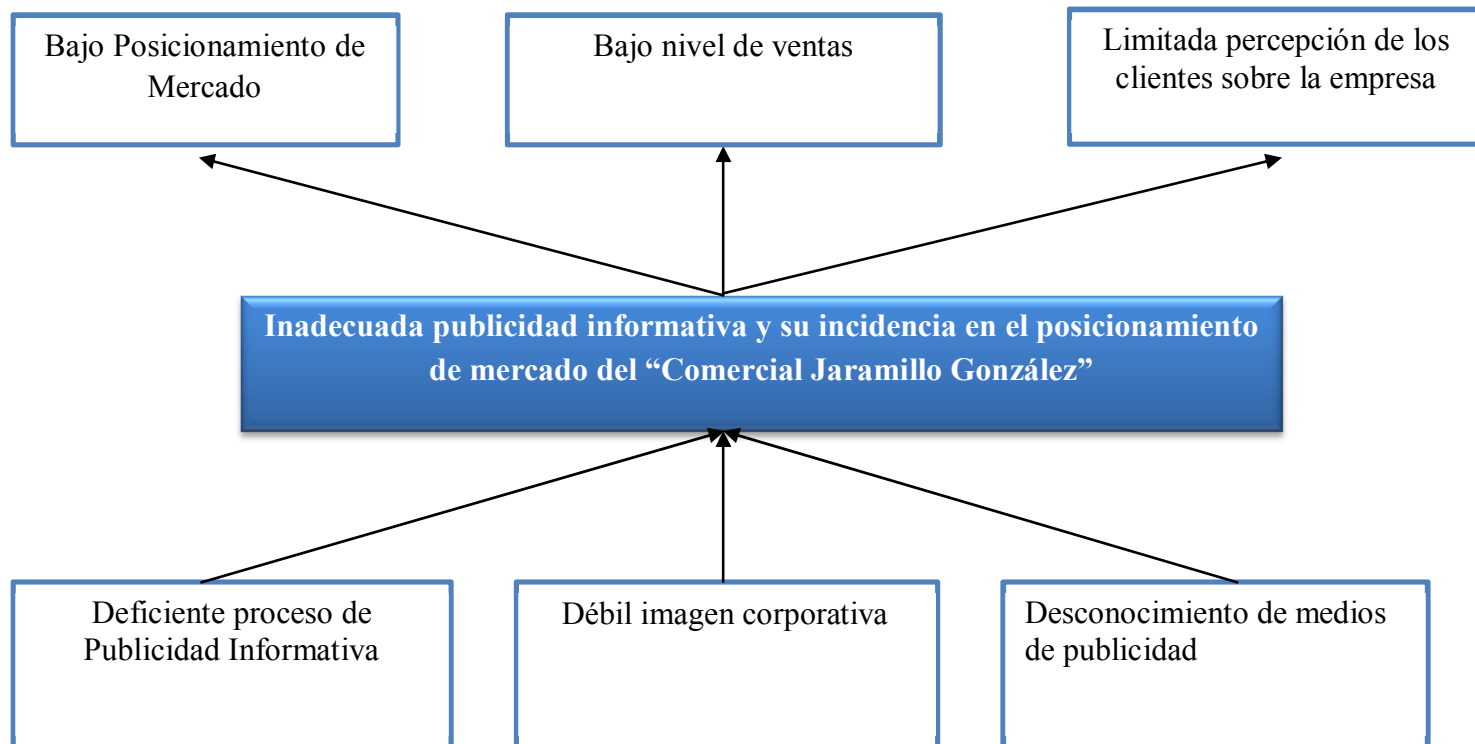 Bajo Posicionamiento de
Mercado
Bajo nivel de ventas
Limitada percepción de los
clientes sobre la empresa
Inadecuada publicidad informativa y su incidencia en el posicionamiento
de mercado del “Comercial Jaramillo González”
Deficiente proceso de
Publicidad Informativa
Débil imagen corporativa
Desconocimiento de medios
de publicidad